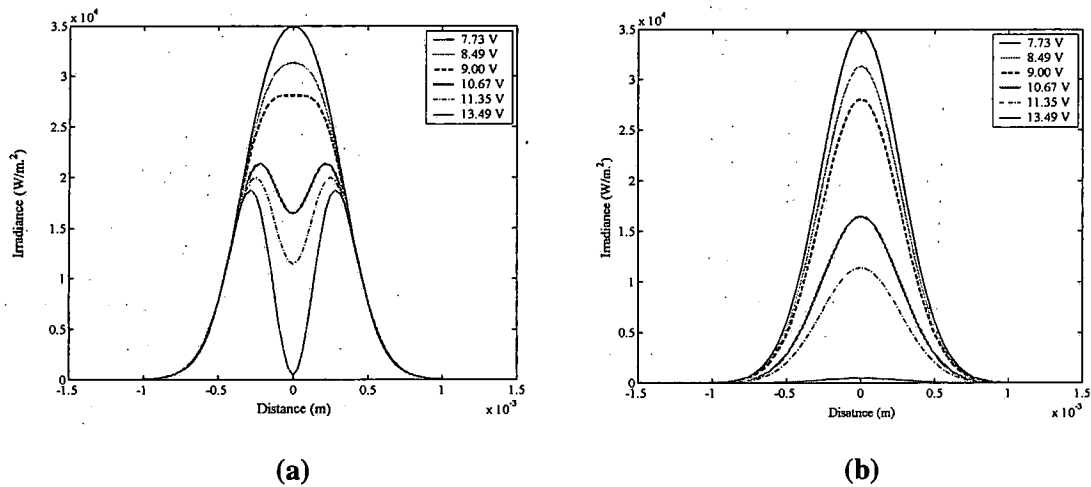 x 10⁴
3.5
3
2.5
2
1.5
1
0.5
0
Irradiance (W/m.²)
7.73 V
8.49 V
9.00 V
10.67 V
11.35 V
13.49 V
-1.5 -1 -0.5 0 0.5 1 1.5
Distance (m)
x 10⁻³
(a)
x 10⁴
3.5
3
2.5
2
1.5
1
0.5
0
Irradiance (W/m.²)
7.73 V
8.49 V
9.00 V
10.67 V
11.35 V
13.49 V
-1.5 -1 -0.5 0 0.5 1 1.5
Disatnce (m)
x 10⁻³
(b)